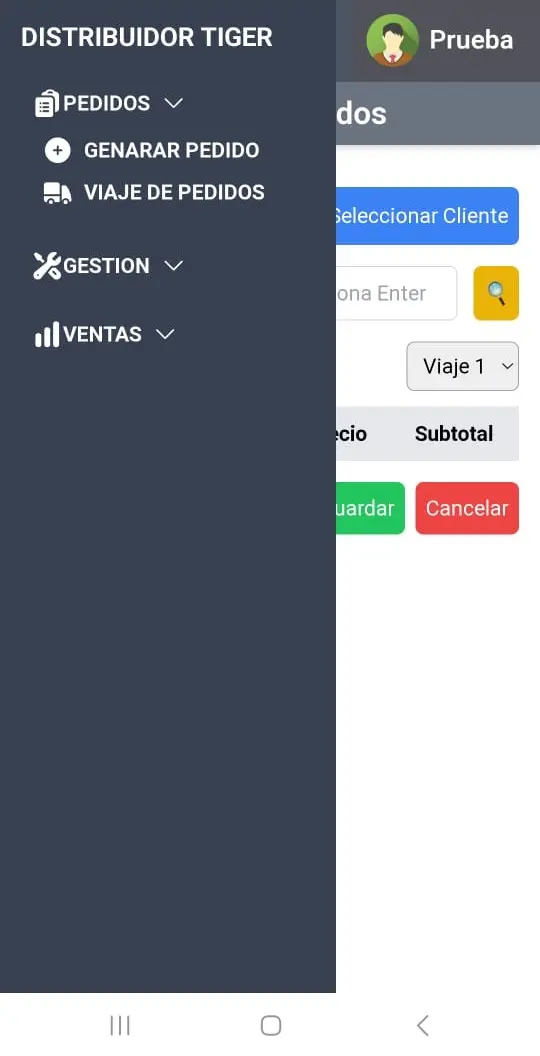 DISTRIBUIDOR TIGER
Prueba
PEDIDOS
dos
GENARAR PEDIDO
VIAJE DE PEDIDOS
Seleccionar Cliente
GESTION
ona Enter
VENTAS
Viaje 1
ecio
Subtotal
uardar
Cancelar